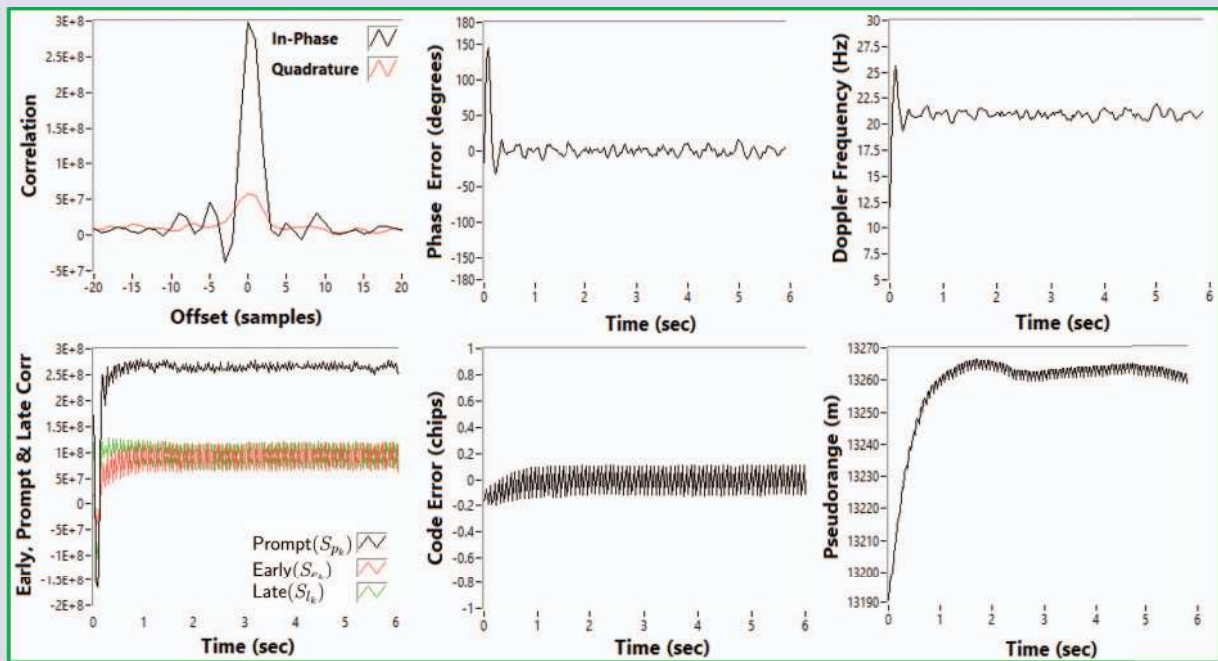 Correlation
3E+8
2.5E+8
2E+8
1.5E+8
1E+8
5E+7
0
-5E+7
In-Phase
Quadrature
-20 -15 -10 -5 0 5 10 15 20
Offset (samples)
Phase Error (degrees)
180
150
100
50
0
-50
-100
-150
-180
0 1 2 3 4 5 6
Time (sec)
Doppler Frequency (Hz)
30
27.5
25
22.5
20
17.5
15
12.5
10
7.5
5
0 1 2 3 4 5 6
Time (sec)
Early, Prompt & Late Corr
3E+8
2.5E+8
2E+8
1.5E+8
1E+8
5E+7
0
-5E+7
-1E+8
-1.5E+8
-2E+8
Prompt(S_{p_k})
Early(S_{e_k})
Late(S_{l_k})
0 1 2 3 4 5 6
Time (sec)
Code Error (chips)
1
0.8
0.6
0.4
0.2
0
-0.2
-0.4
-0.6
-0.8
-1
0 1 2 3 4 5 6
Time (sec)
Pseudorange (m)
13270
13260
13250
13240
13230
13220
13210
13200
13190
0 1 2 3 4 5 6
Time (sec)